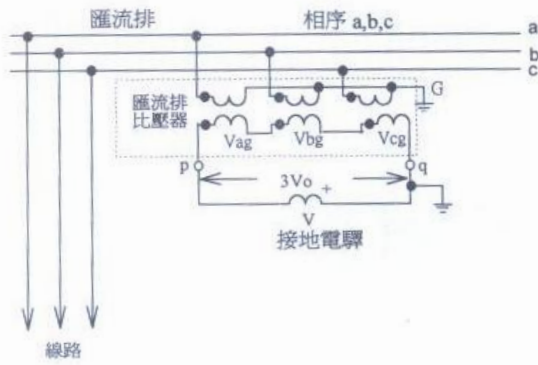 匯流排 相序 a,b,c
a
b
c
G
匯流排
比壓器
Vag Vbg Vcg
p q
3Vo +
V
接地電驛
線路